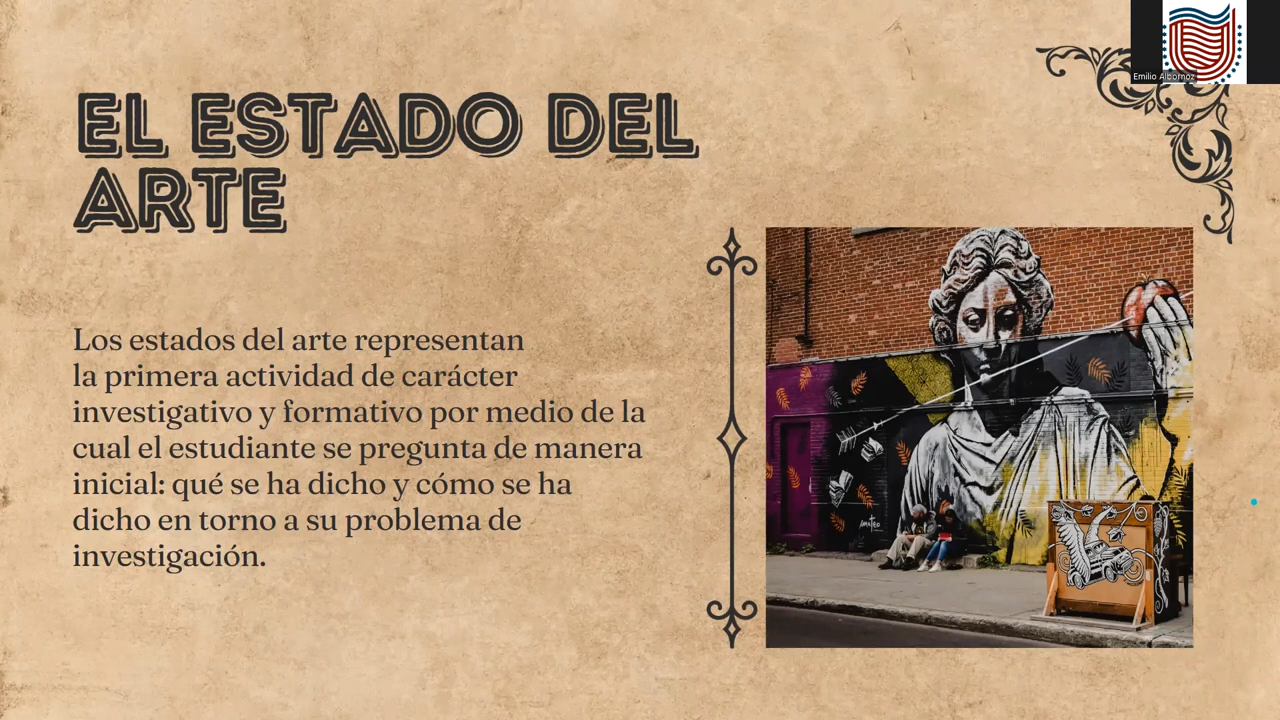 Emilio Albornoz
EL ESTADO DEL
ARTE
Los estados del arte representan
la primera actividad de carácter
investigativo y formativo por medio de la
cual el estudiante se pregunta de manera
inicial: qué se ha dicho y cómo se ha
dicho en torno a su problema de
investigación.